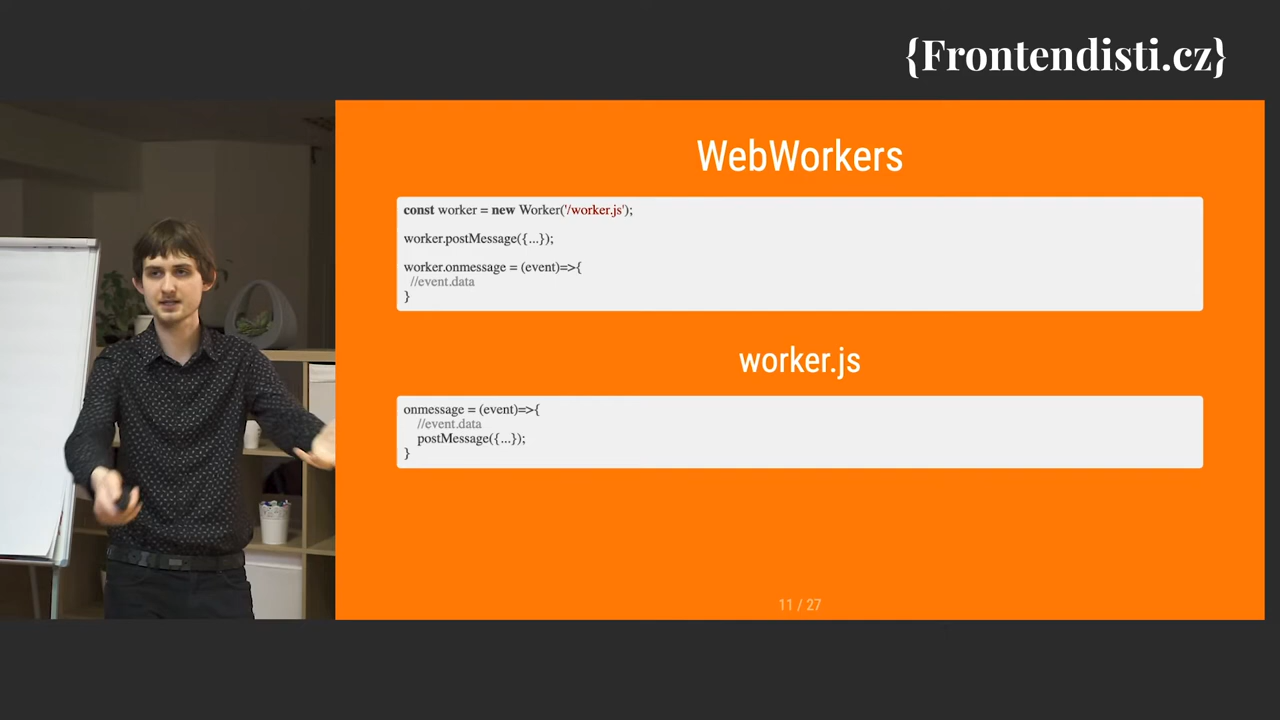 {Frontendisti.cz}
WebWorkers
const worker = new Worker('/worker.js');
worker.postMessage({...});
worker.onmessage = (event)=>{
//event.data
}
worker.js
onmessage = (event)=>{
//event.data
postMessage({...});
}
11 / 27